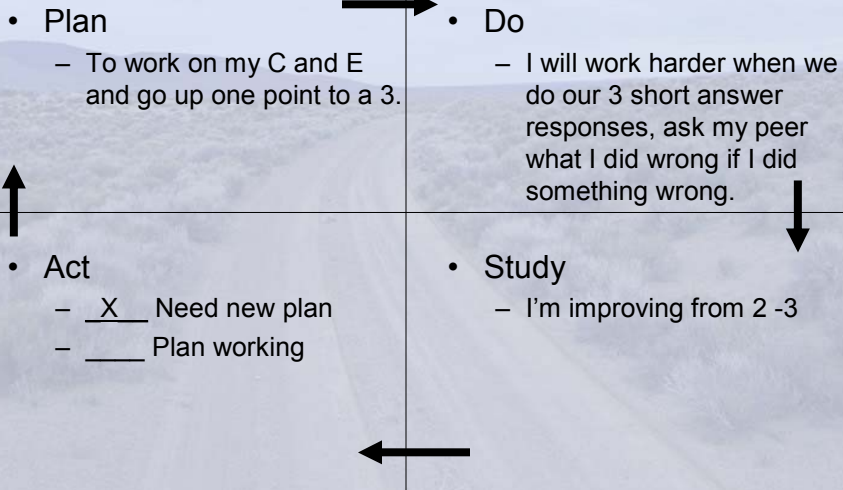 • Plan
– To work on my C and E
and go up one point to a 3.
• Do
– I will work harder when we
do our 3 short answer
responses, ask my peer
what I did wrong if I did
something wrong.
• Act
– _X__ Need new plan
– ____ Plan working
• Study
– I'm improving from 2 -3